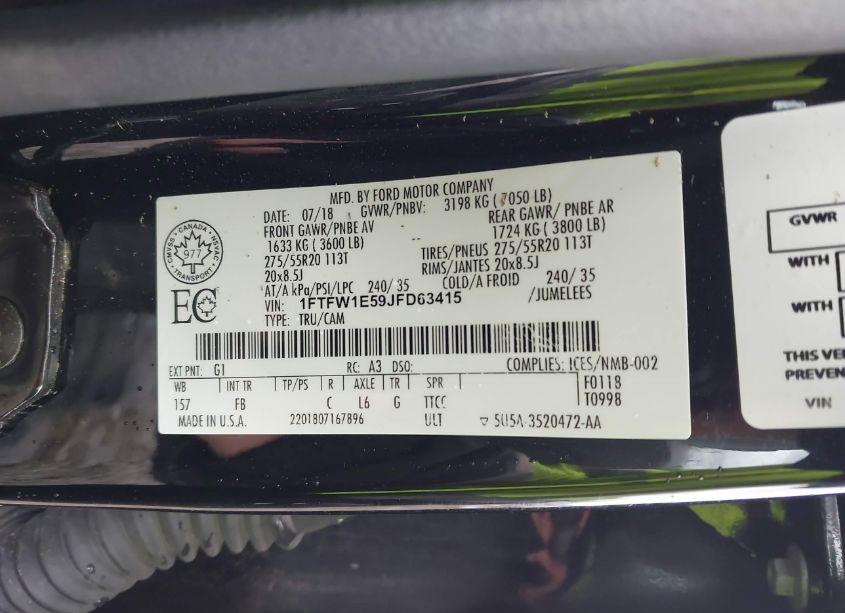 MFD. BY FORD MOTOR COMPANY
DATE: 07/18 GVWR/PNBV: 3198 KG ( 7050 LB)
FRONT GAWR/PNBE AV REAR GAWR/ PNBE AR
1633 KG ( 3600 LB) 1724 KG ( 3800 LB)
275/55R20 113T TIRES/PNEUS 275/55R20 113T
20x8.5J RIMS/JANTES 20x8.5J
AT/A kPa/PSI/LPC 240/ 35 COLD/A FROID 240/ 35
VIN: 1FTFW1E59JFD63415 /JUMELEES
TYPE: TRU/CAM
CANADA
977
TRANSPORT
EC
EXT PNT: G1 RC: A3 DSO: COMPLIES: ICES/NMB-002
WB INT TR TP/PS R AXLE TR SPR F0118
157 FB C L6 G TTCC T0998
MADE IN U.S.A. 2201807167896 ULT 5U5A-3520472-AA
GVWR
WITH
WITH
THIS VE
PREVEN
VIN